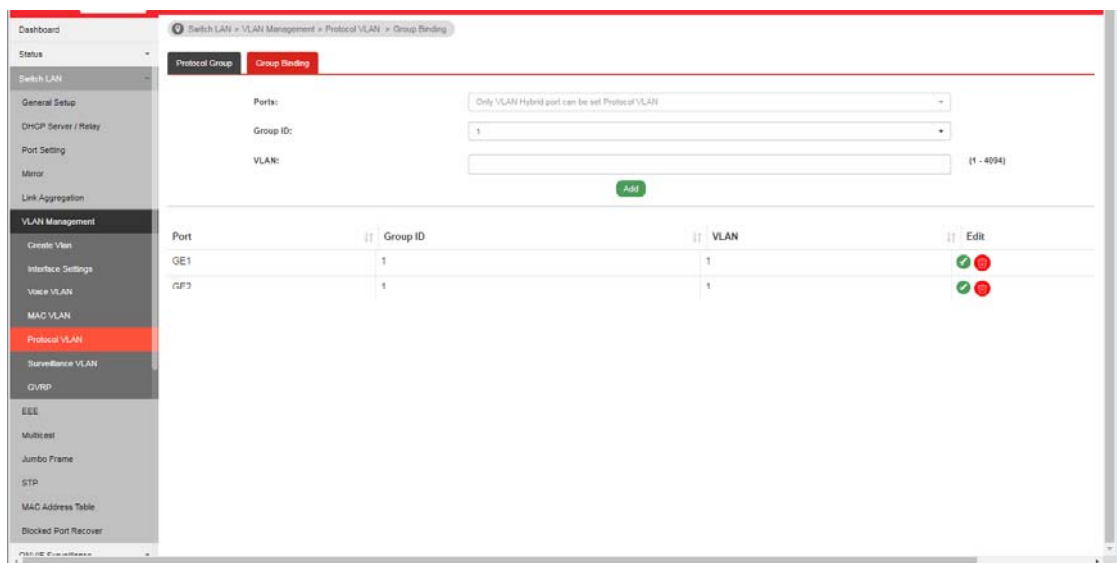 Dashboard
Switch LAN > VLAN Management > Protocol VLAN > Group Binding
Status
Protocol Group
Group Binding
Switch LAN
General Setup
DHCP Server / Relay
Port Setting
Mirror
Link Aggregation
VLAN Management
Create Vlan
Interface Settings
Voice VLAN
MAC VLAN
Protocol VLAN
Surveillance VLAN
GVRP
EEE
Multicast
Jumbo Frame
STP
MAC Address Table
Blocked Port Recover
ONVIF Surveillance
Ports:
Only VLAN Hybrid port can be set Protocol VLAN
Group ID:
1
VLAN:
(1 - 4094)
Add
Port Group ID VLAN Edit
GE1 1 1
GE2 1 1